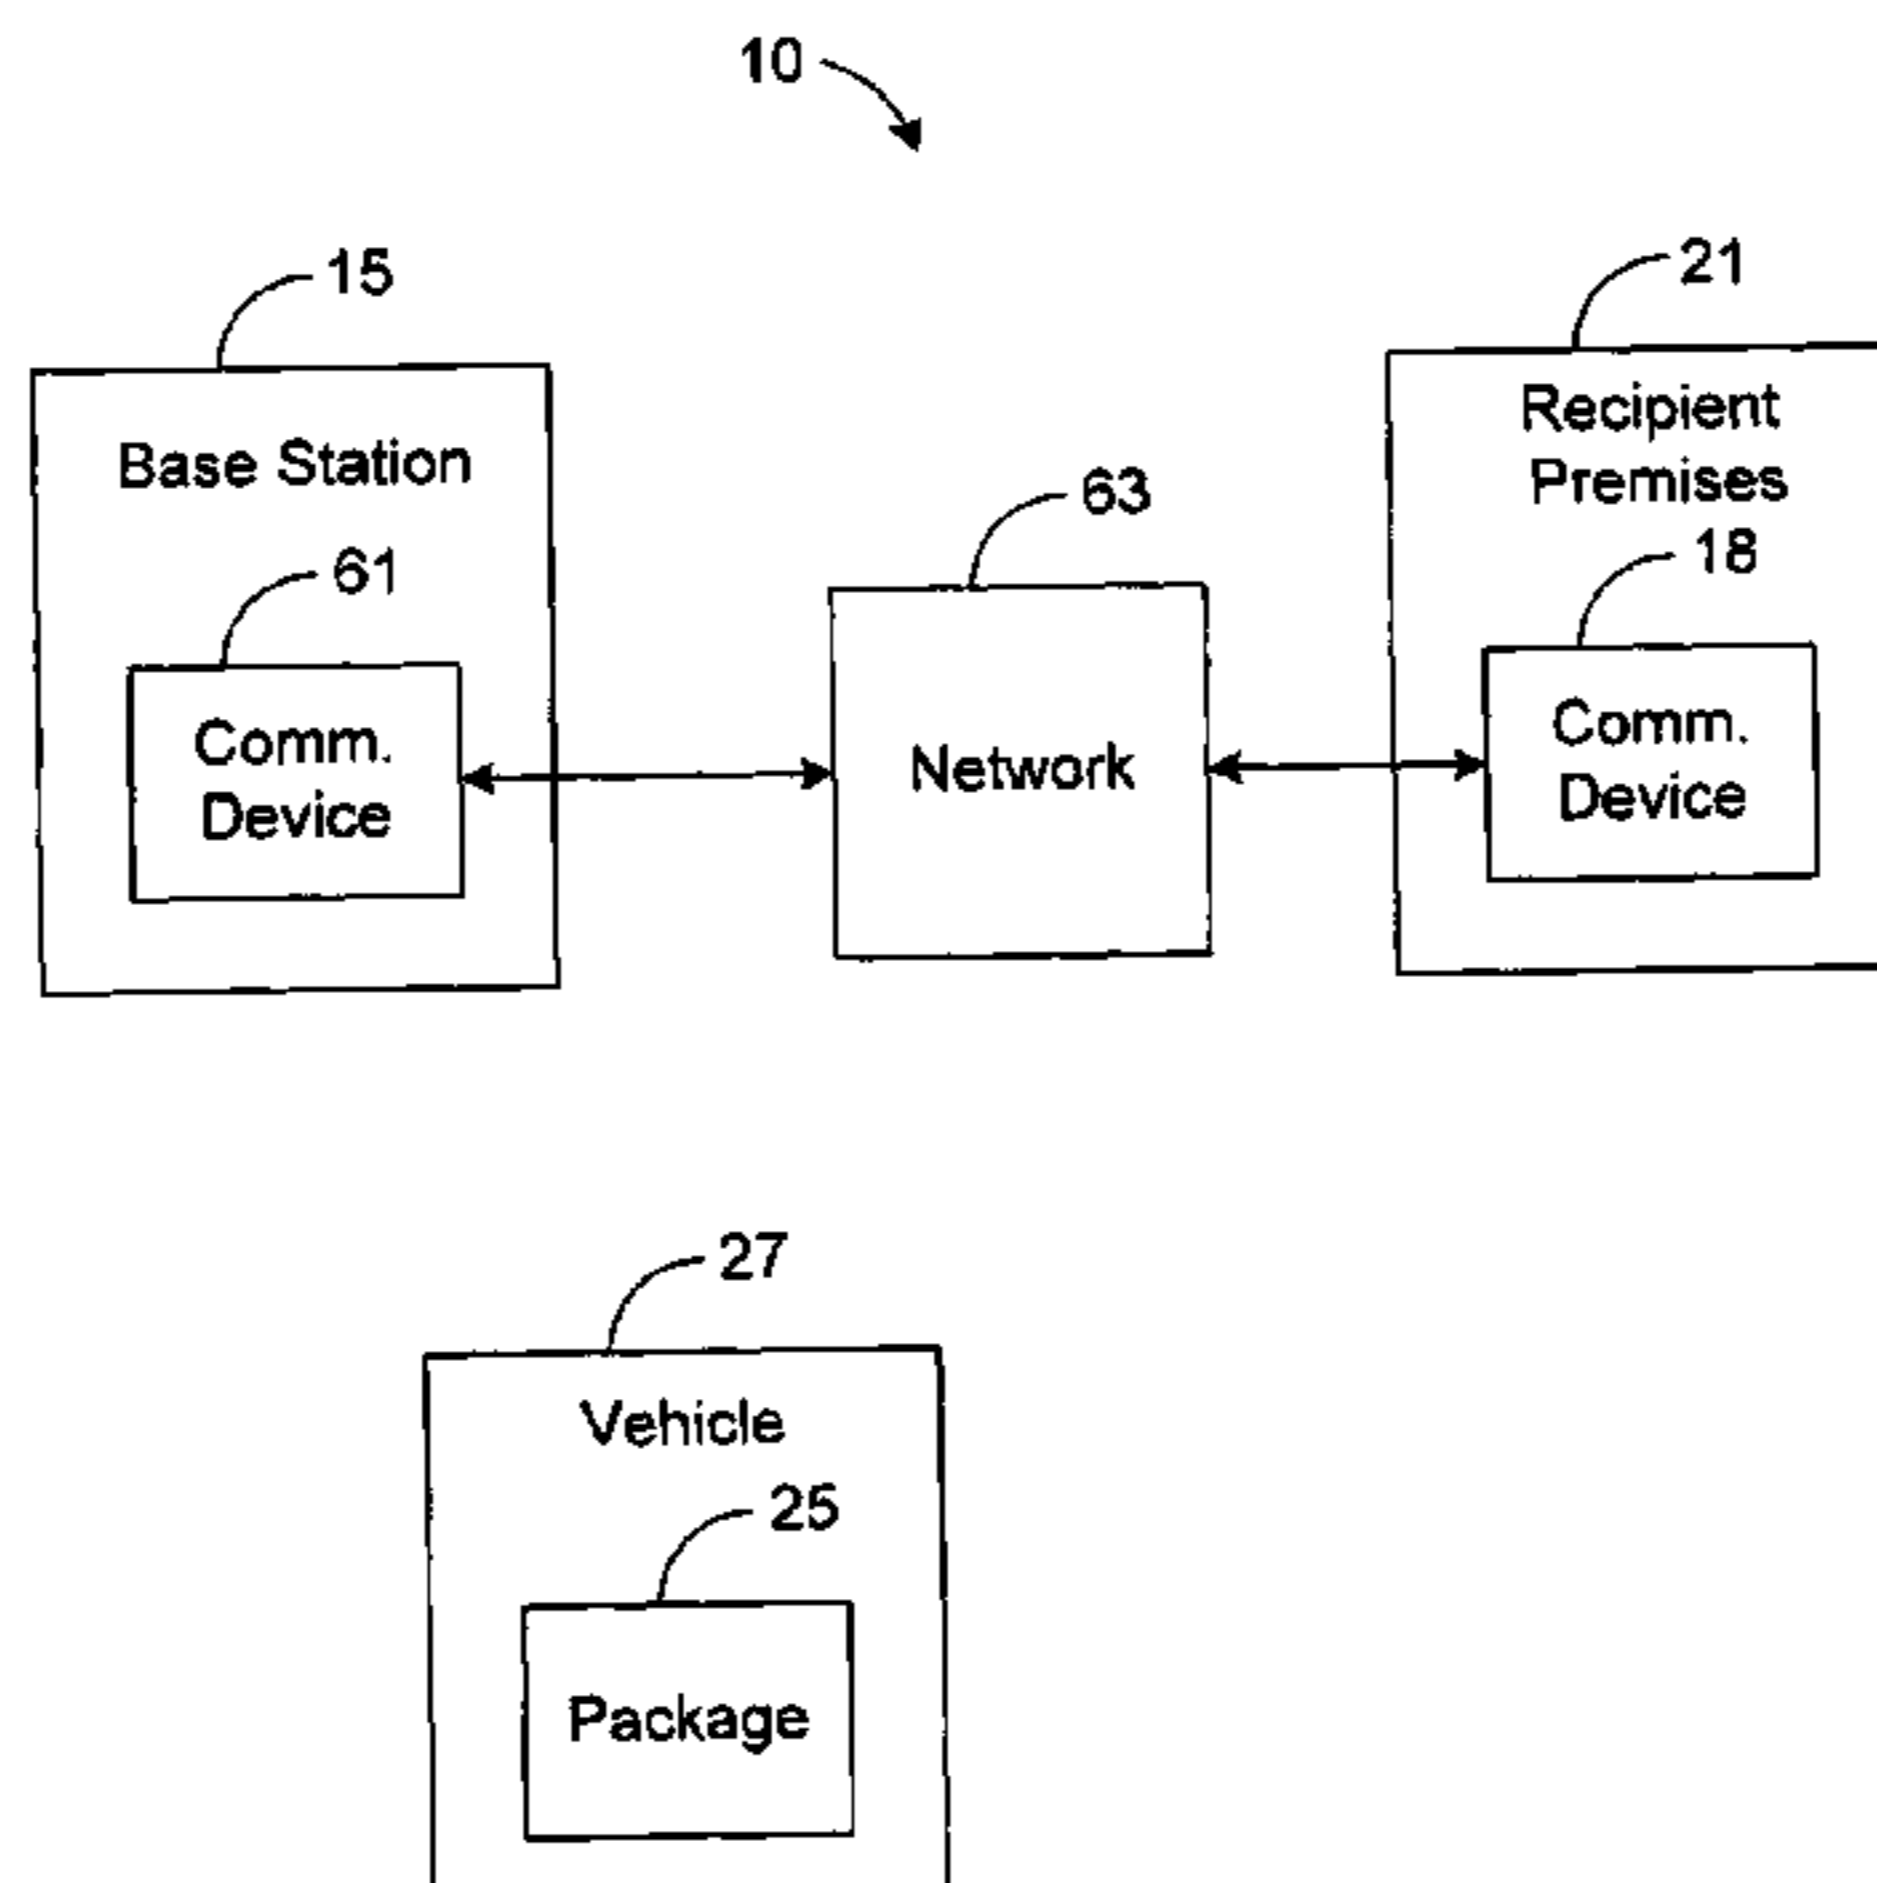 10
15
21
Base Station
Recipient
Premises
63
61
18
Comm.
Device
Network
Comm.
Device
27
Vehicle
25
Package